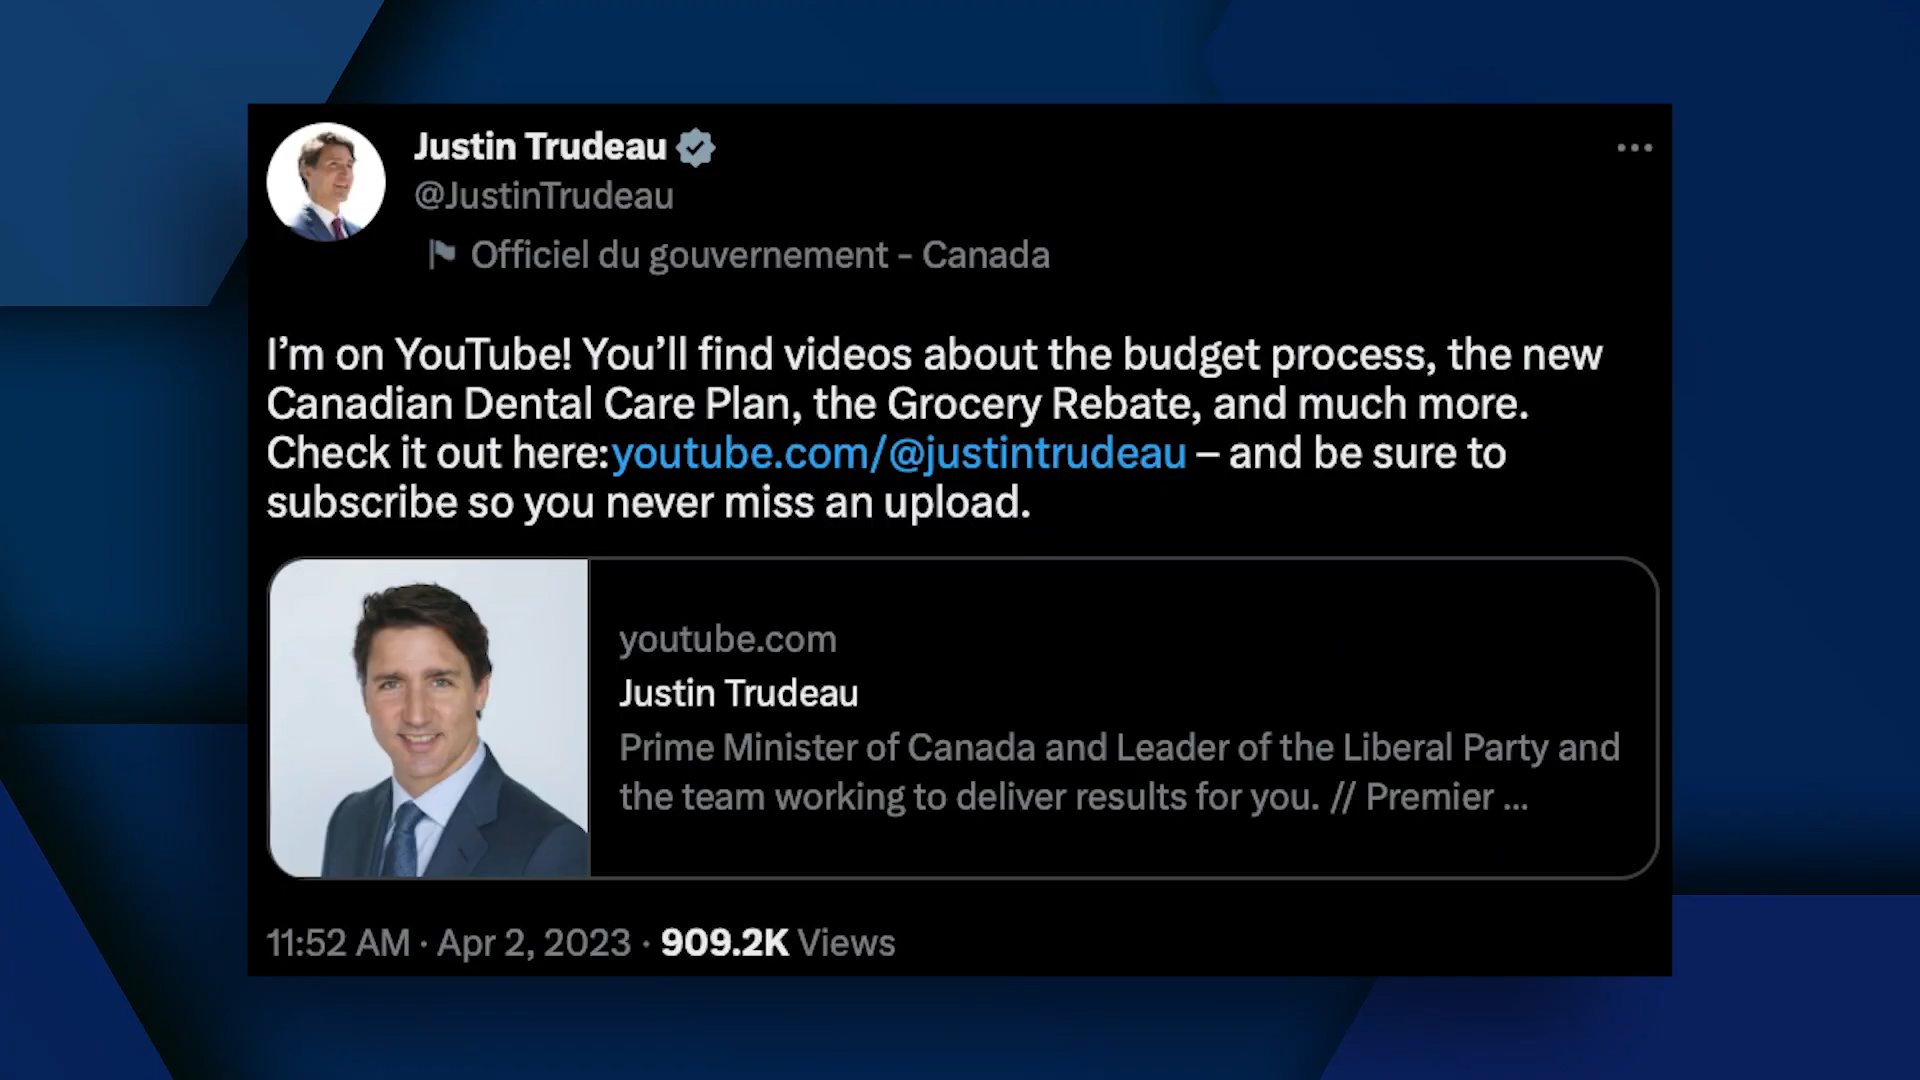 Justin Trudeau
@JustinTrudeau
Officiel du gouvernement - Canada
I’m on YouTube! You’ll find videos about the budget process, the new
Canadian Dental Care Plan, the Grocery Rebate, and much more.
Check it out here:youtube.com/@justintrudeau – and be sure to
subscribe so you never miss an upload.
youtube.com
Justin Trudeau
Prime Minister of Canada and Leader of the Liberal Party and
the team working to deliver results for you. // Premier ...
11:52 AM · Apr 2, 2023 · 909.2K Views